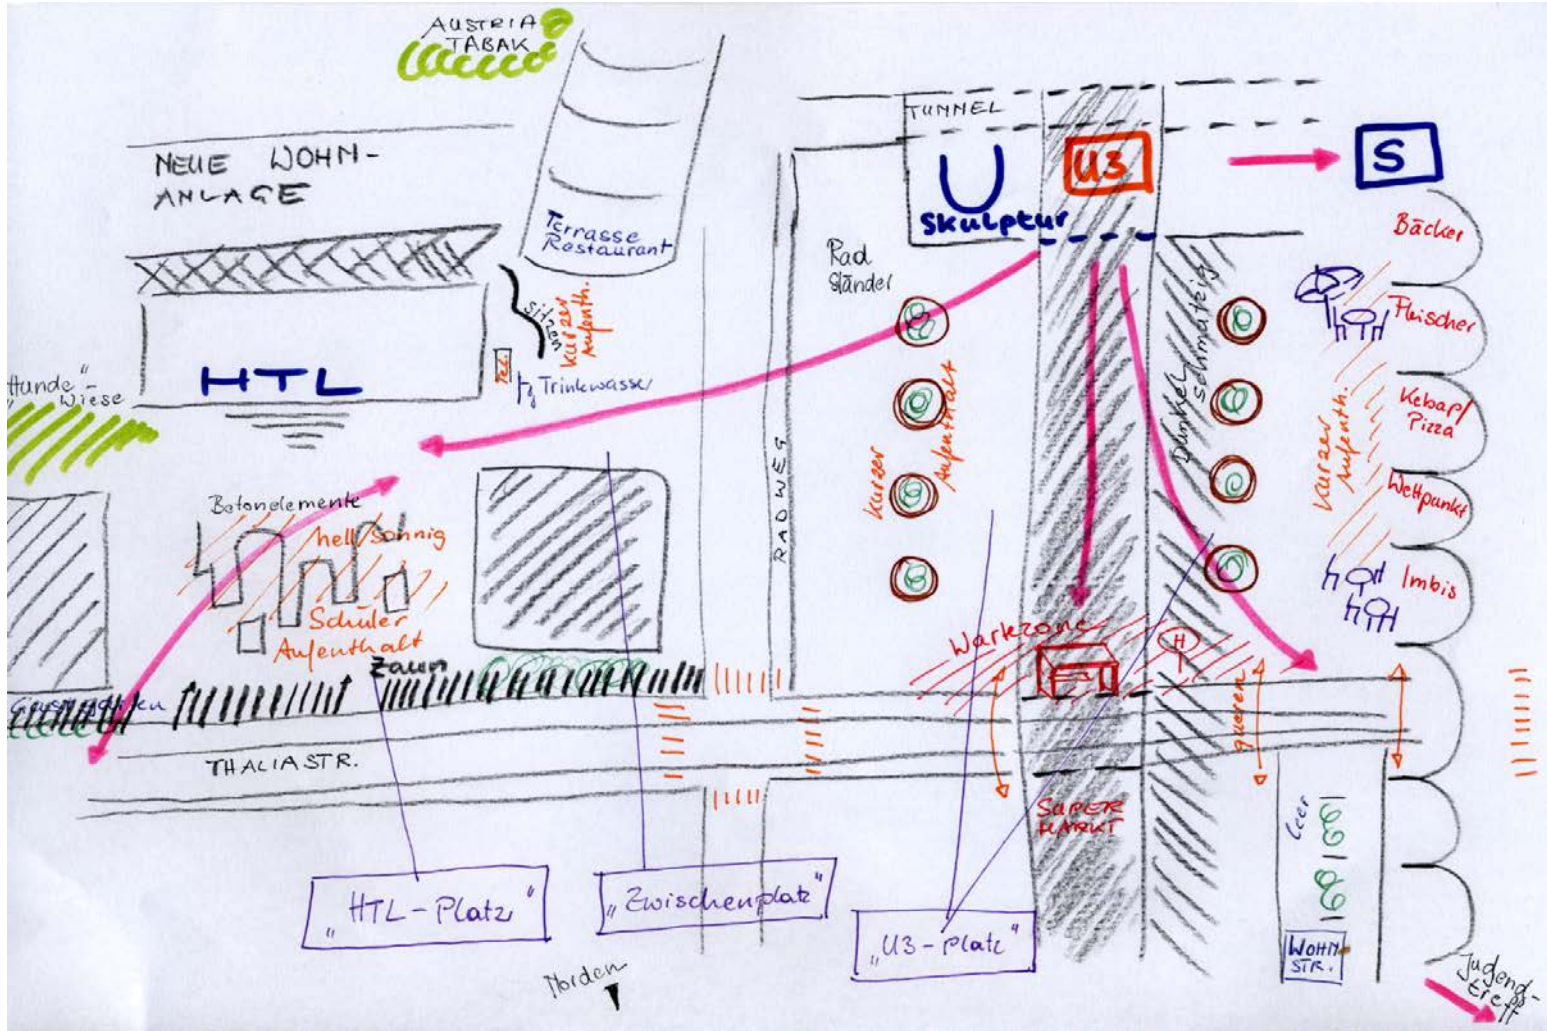 AUSTRIA
TABAK
NEUE WOHN-
ANLAGE
Terrasse
Restaurant
TUNNEL
U
Skulptur
U3
S
Bäcker
Fleischer
Kebap/
Pizza
Wettpunkt
Imbis
Kurzer
Aufenth.
Rad
ständer
Kurzer
Aufenthalt
Dunkel
schmutzig
RADWEG
sitzen
Kurzer
Aufenth.
Tel.
Trinkwasser
HTL
"Hunde"-
wiese
Betonelemente
hell/sonnig
Schüler
Aufenthalt
Zaun
Gastgarten
THALIASTR.
Wartezone
H
queren
SUPER
MARKT
leer
WOHN
STR.
Jugend-
treff
„HTL-Platz"
„Zwischenplatz"
„U3-Platz"
Norden